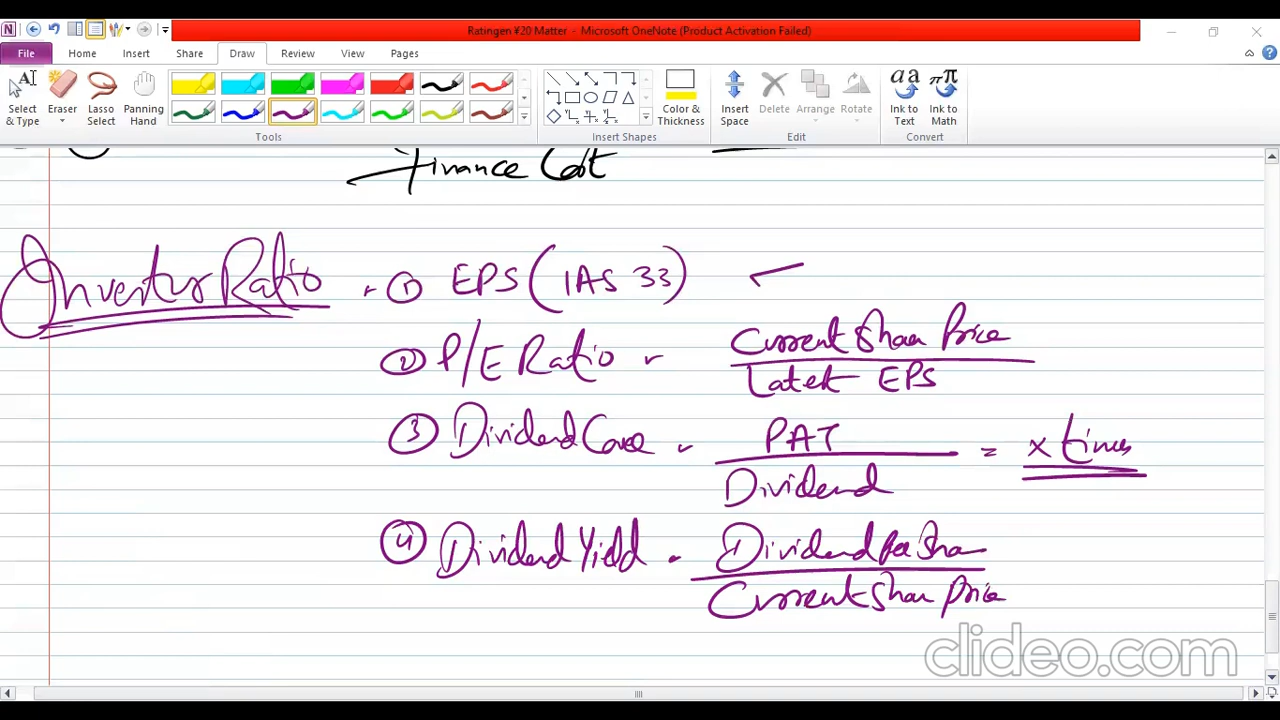 Ratingen ¥20 Matter - Microsoft OneNote (Product Activation Failed)
File Home Insert Share Draw Review View Pages
Select & Type
Eraser
Lasso Select
Panning Hand
Color & Thickness
Insert Space
Delete
Arrange
Rotate
Ink to Text
Ink to Math
Tools
Insert Shapes
Edit
Convert
Finance Cost
Investor Ratio - ① EPS (IAS 33)
② P/E Ratio - Current Share Price
Latest EPS
③ Dividend Cover - PAT = x times
Dividend
④ Dividend Yield - Dividend per Share
Current Share Price
clideo.com